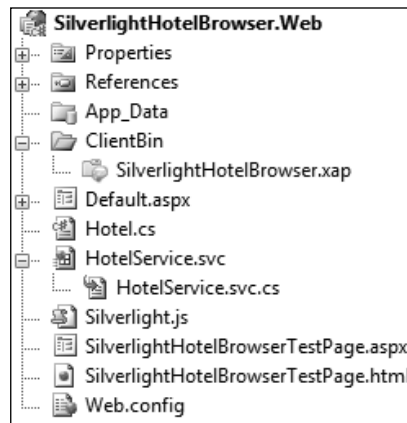 SilverlightHotelBrowser.Web
Properties
References
App_Data
ClientBin
SilverlightHotelBrowser.xap
Default.aspx
Hotel.cs
HotelService.svc
HotelService.svc.cs
Silverlight.js
SilverlightHotelBrowserTestPage.aspx
SilverlightHotelBrowserTestPage.html
Web.config